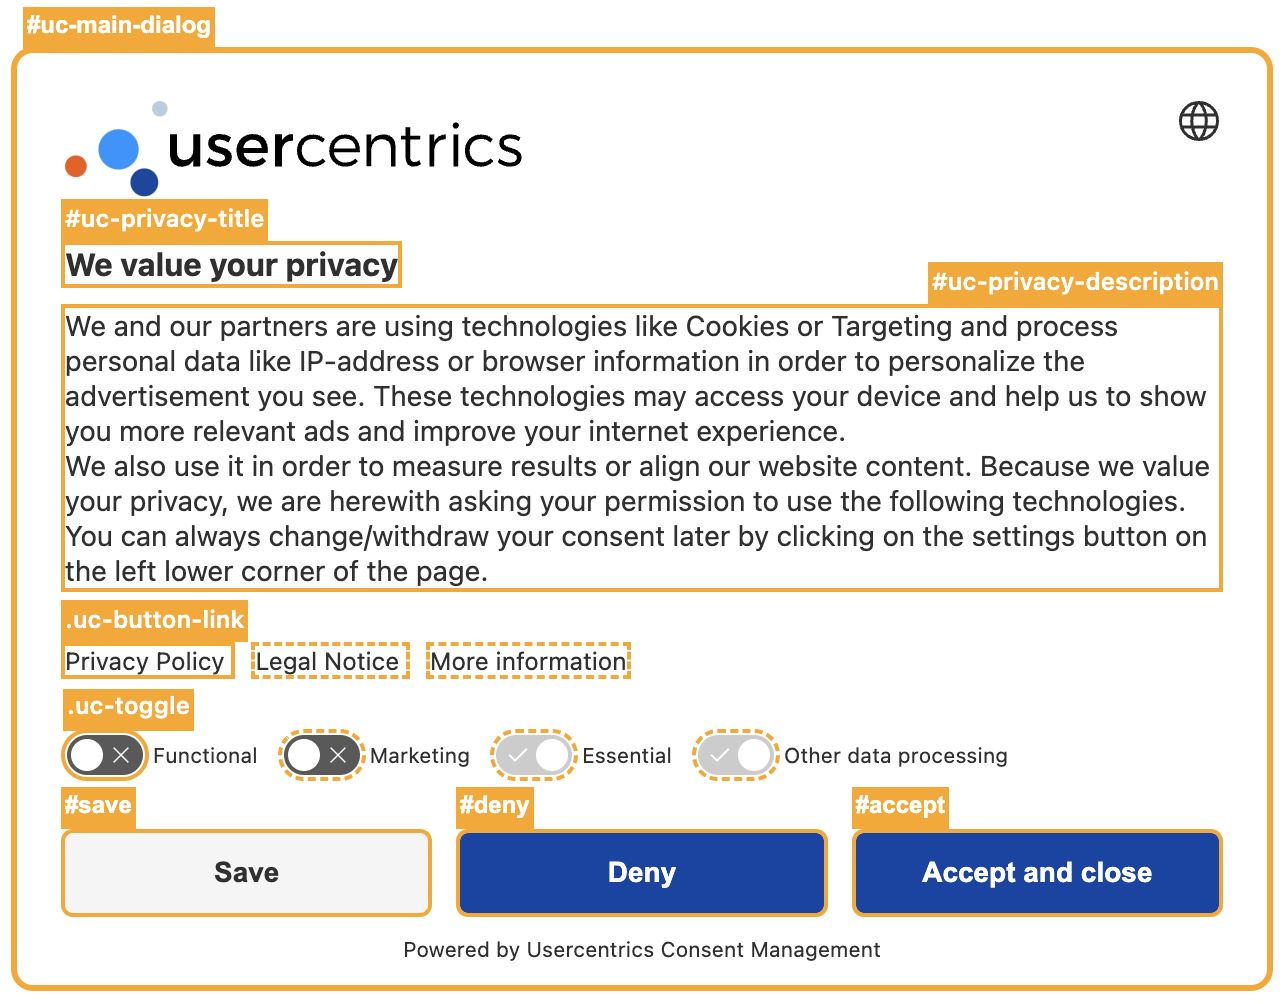 #uc-main-dialog
usercentrics
#uc-privacy-title
We value your privacy
#uc-privacy-description
We and our partners are using technologies like Cookies or Targeting and process
personal data like IP-address or browser information in order to personalize the
advertisement you see. These technologies may access your device and help us to show
you more relevant ads and improve your internet experience.
We also use it in order to measure results or align our website content. Because we value
your privacy, we are herewith asking your permission to use the following technologies.
You can always change/withdraw your consent later by clicking on the settings button on
the left lower corner of the page.
.uc-button-link
Privacy Policy Legal Notice More information
.uc-toggle
Functional Marketing Essential Other data processing
#save #deny #accept
Save Deny Accept and close
Powered by Usercentrics Consent Management